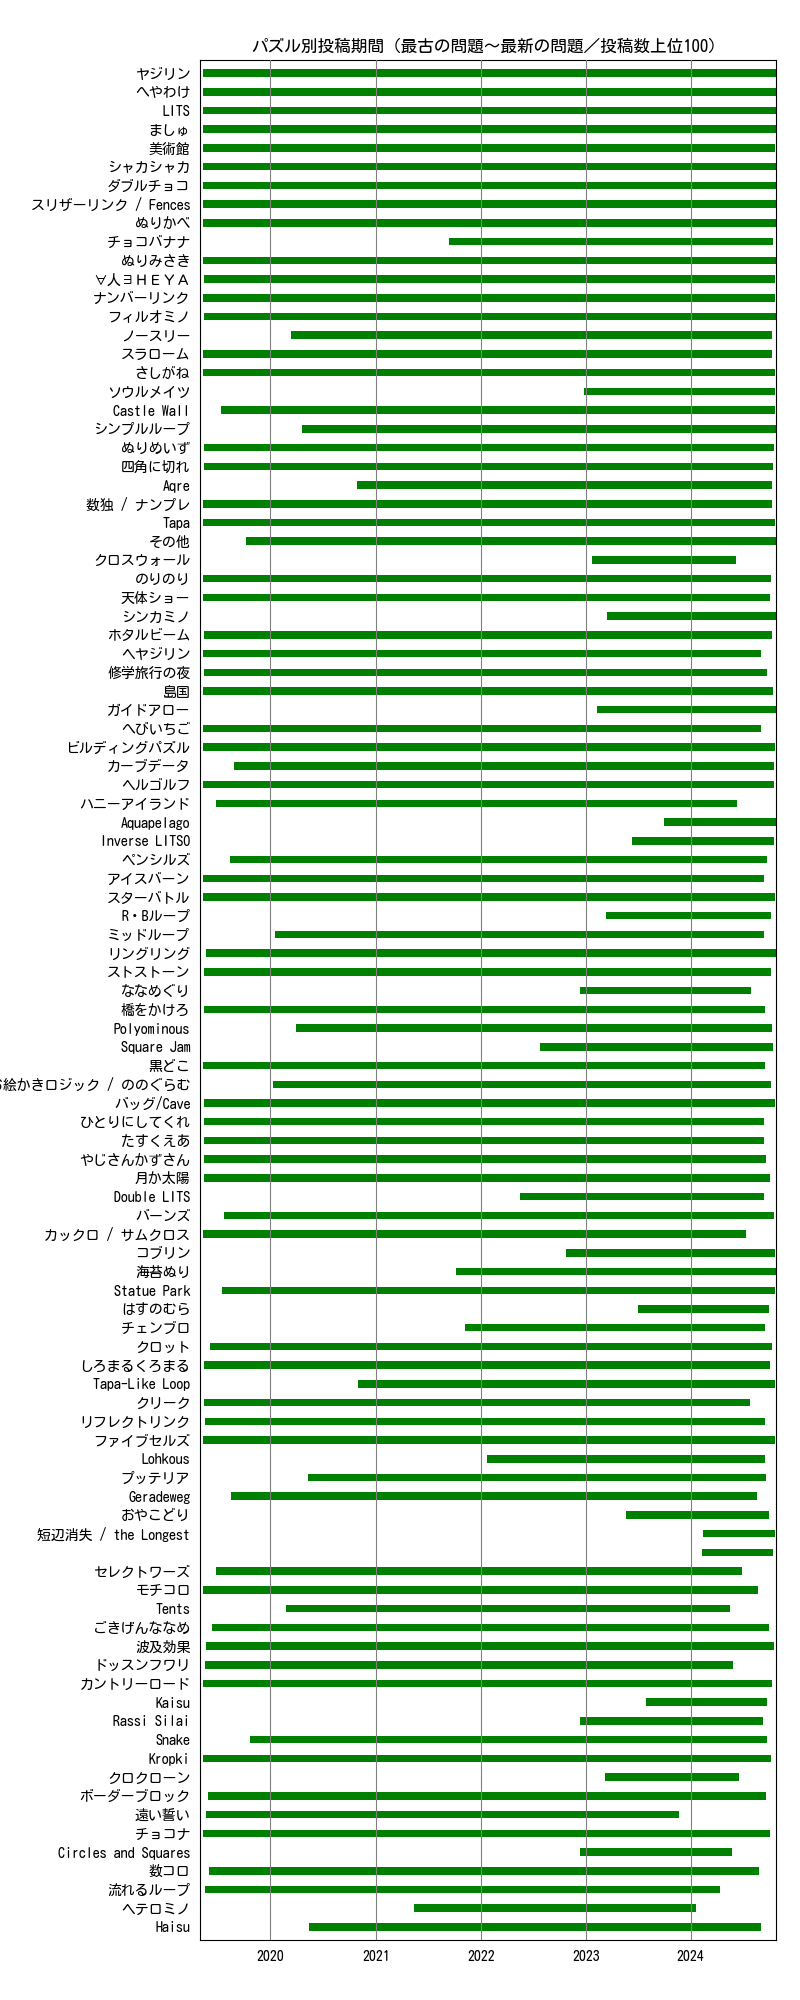 パズル別投稿期間（最古の問題～最新の問題／投稿数上位100）
ヤジリン
へやわけ
LITS
ましゅ
美術館
シャカシャカ
ダブルチョコ
スリザーリンク / Fences
ぬりかべ
チョコバナナ
ぬりみさき
∀人∃ＨＥＹＡ
ナンバーリンク
フィルオミノ
ノースリー
スラローム
さしがね
ソウルメイツ
Castle Wall
シンプルループ
ぬりめいず
四角に切れ
Aqre
数独 / ナンプレ
Tapa
その他
クロスウォール
のりのり
天体ショー
シンカミノ
ホタルビーム
へヤジリン
修学旅行の夜
島国
ガイドアロー
へびいちご
ビルディングパズル
カーブデータ
ヘルゴルフ
ハニーアイランド
Aquapelago
Inverse LITSO
ペンシルズ
アイスバーン
スターバトル
R・Bループ
ミッドループ
リングリング
ストストーン
ななめぐり
橋をかけろ
Polyominous
Square Jam
黒どこ
絵かきロジック / ののぐらむ
バッグ/Cave
ひとりにしてくれ
たすくえあ
やじさんかずさん
月か太陽
Double LITS
バーンズ
カックロ / サムクロス
コブリン
海苔ぬり
Statue Park
はすのむら
チェンブロ
クロット
しろまるくろまる
Tapa-Like Loop
クリーク
リフレクトリンク
ファイブセルズ
Lohkous
プッテリア
Geradeweg
おやこどり
短辺消失 / the Longest
セレクトワーズ
モチコロ
Tents
ごきげんななめ
波及効果
ドッスンフワリ
カントリーロード
Kaisu
Rassi Silai
Snake
Kropki
クロクローン
ボーダーブロック
遠い誓い
チョコナ
Circles and Squares
数コロ
流れるループ
ヘテロミノ
Haisu
2020 2021 2022 2023 2024